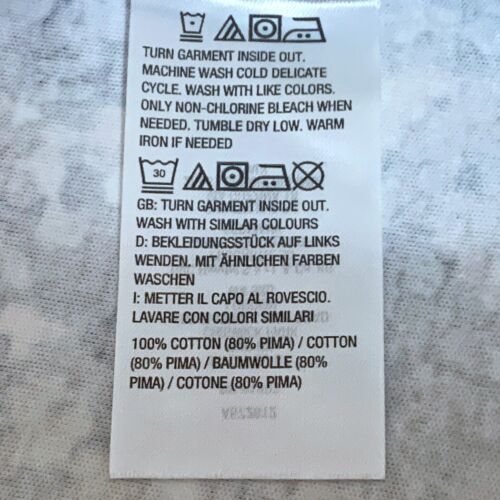 TURN GARMENT INSIDE OUT.
MACHINE WASH COLD DELICATE
CYCLE. WASH WITH LIKE COLORS.
ONLY NON-CHLORINE BLEACH WHEN
NEEDED. TUMBLE DRY LOW. WARM
IRON IF NEEDED
30
GB: TURN GARMENT INSIDE OUT.
WASH WITH SIMILAR COLOURS
D: BEKLEIDUNGSSTÜCK AUF LINKS
WENDEN. MIT ÄHNLICHEN FARBEN
WASCHEN
I: METTER IL CAPO AL ROVESCIO.
LAVARE CON COLORI SIMILARI
100% COTTON (80% PIMA) / COTTON
(80% PIMA) / BAUMWOLLE (80%
PIMA) / COTONE (80% PIMA)